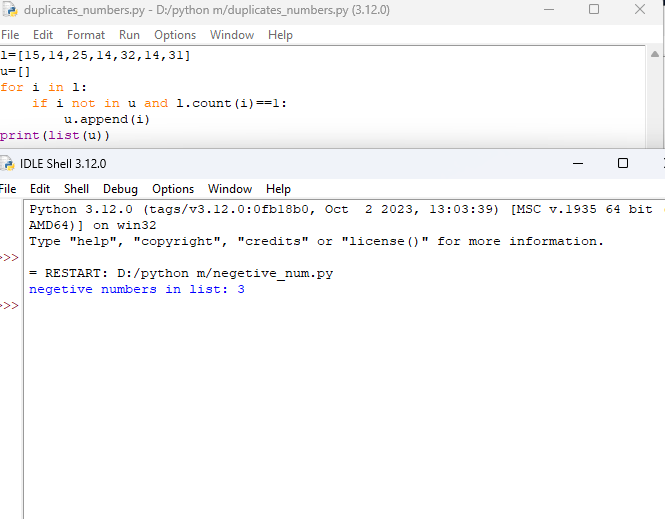 duplicates_numbers.py - D:/python m/duplicates_numbers.py (3.12.0)
File Edit Format Run Options Window Help
l=[15,14,25,14,32,14,31]
u=[]
for i in l:
    if i not in u and l.count(i)==1:
        u.append(i)
print(list(u))
IDLE Shell 3.12.0
File Edit Shell Debug Options Window Help
Python 3.12.0 (tags/v3.12.0:0fb18b0, Oct  2 2023, 13:03:39) [MSC v.1935 64 bit (
AMD64)] on win32
Type "help", "copyright", "credits" or "license()" for more information.
>>>
= RESTART: D:/python m/negetive_num.py
negetive numbers in list: 3
>>>